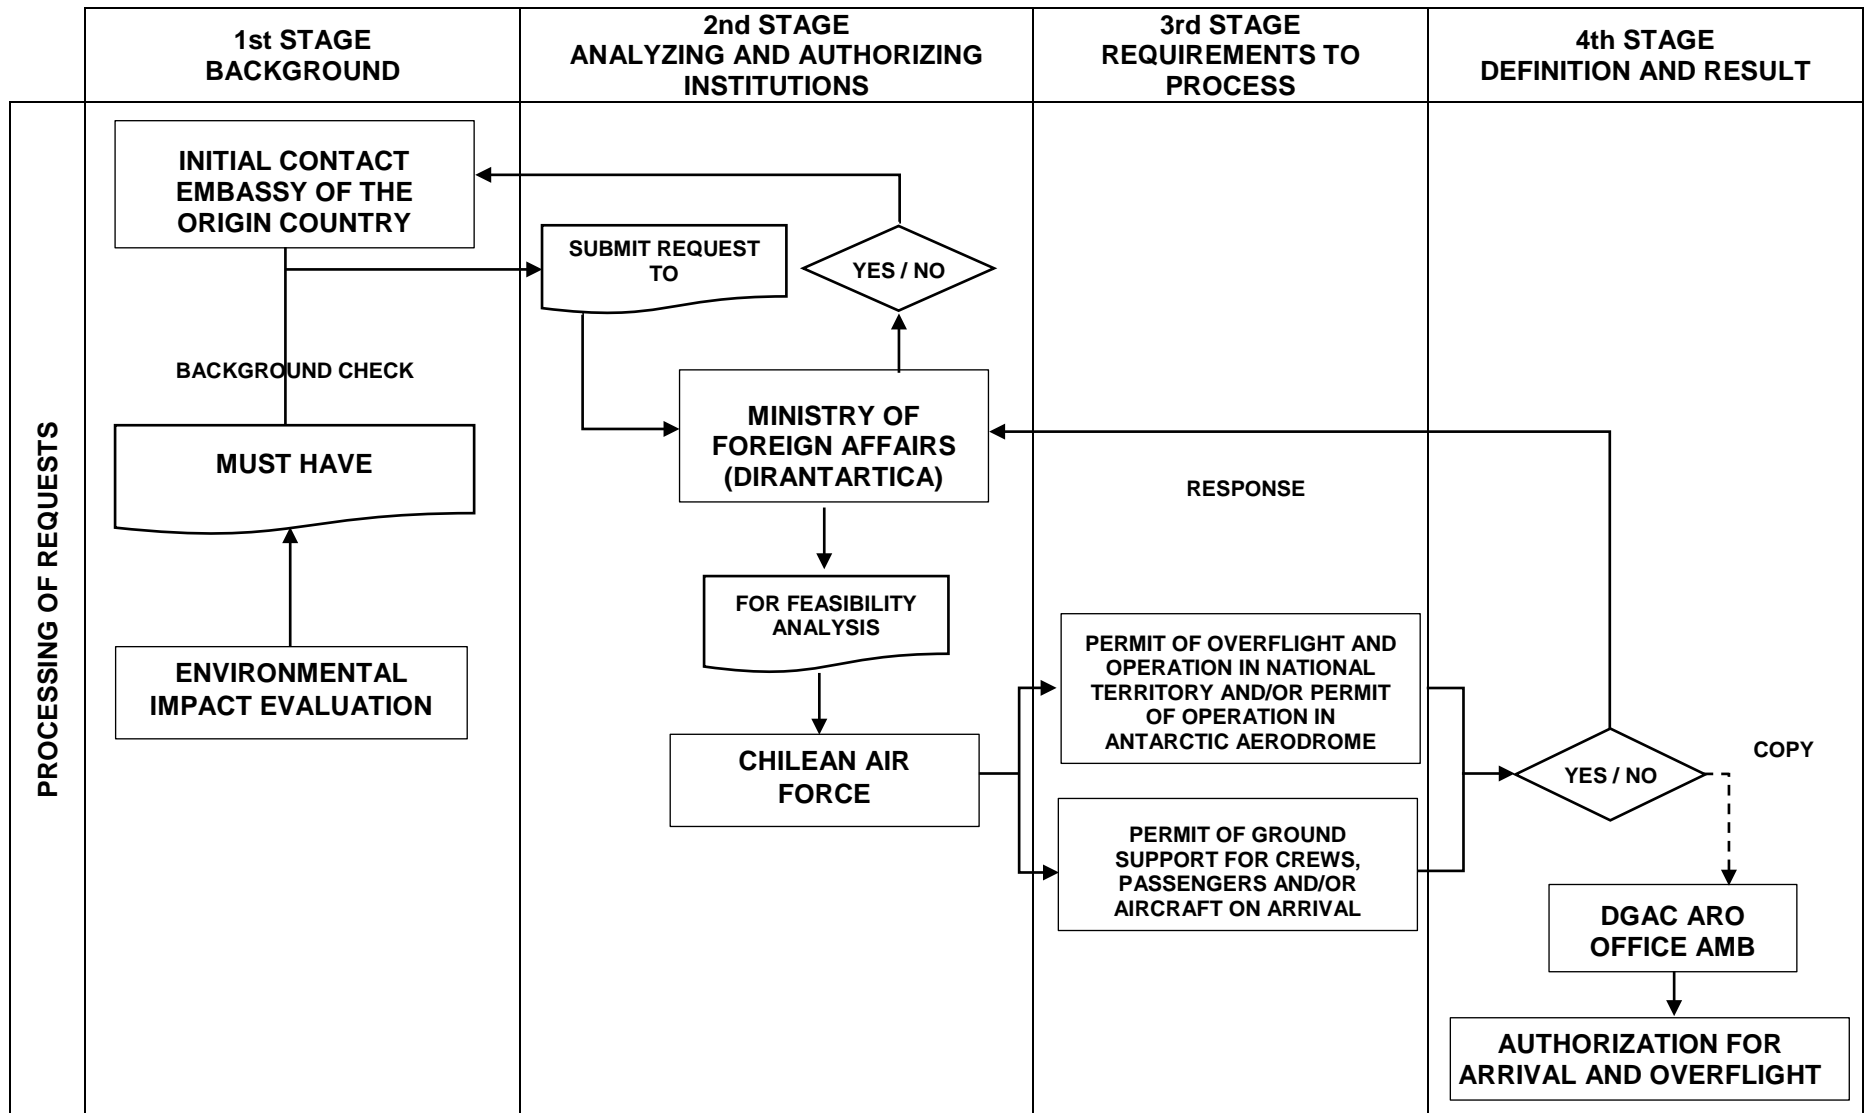 1st STAGE
BACKGROUND
2nd STAGE
ANALYZING AND AUTHORIZING
INSTITUTIONS
3rd STAGE
REQUIREMENTS TO
PROCESS
4th STAGE
DEFINITION AND RESULT
PROCESSING OF REQUESTS
INITIAL CONTACT
EMBASSY OF THE
ORIGIN COUNTRY
BACKGROUND CHECK
MUST HAVE
ENVIRONMENTAL
IMPACT EVALUATION
SUBMIT REQUEST
TO
YES / NO
MINISTRY OF
FOREIGN AFFAIRS
(DIRANTARTICA)
FOR FEASIBILITY
ANALYSIS
CHILEAN AIR
FORCE
RESPONSE
PERMIT OF OVERFLIGHT AND
OPERATION IN NATIONAL
TERRITORY AND/OR PERMIT
OF OPERATION IN
ANTARCTIC AERODROME
PERMIT OF GROUND
SUPPORT FOR CREWS,
PASSENGERS AND/OR
AIRCRAFT ON ARRIVAL
YES / NO
COPY
DGAC ARO
OFFICE AMB
AUTHORIZATION FOR
ARRIVAL AND OVERFLIGHT